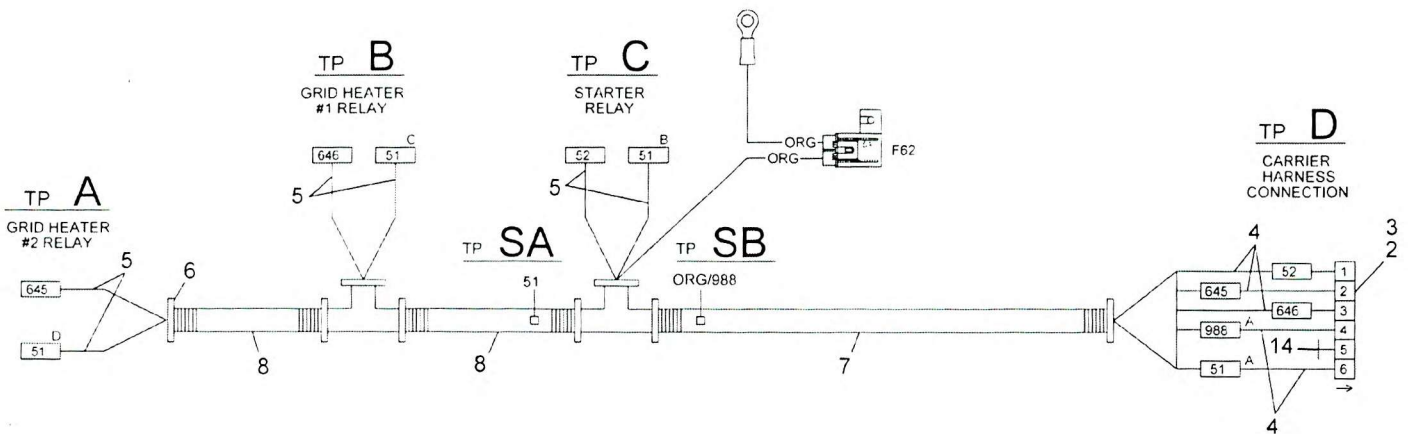 TP A
GRID HEATER
#2 RELAY
645
D
51
5
6
8
TP B
GRID HEATER
#1 RELAY
646
C
51
5
TP SA
51
8
TP C
STARTER
RELAY
52
B
51
5
ORG
ORG
F62
TP SB
ORG/988
7
TP D
CARRIER
HARNESS
CONNECTION
4
3
2
52
1
645
2
646
3
988
A
4
14
5
51
A
6
4